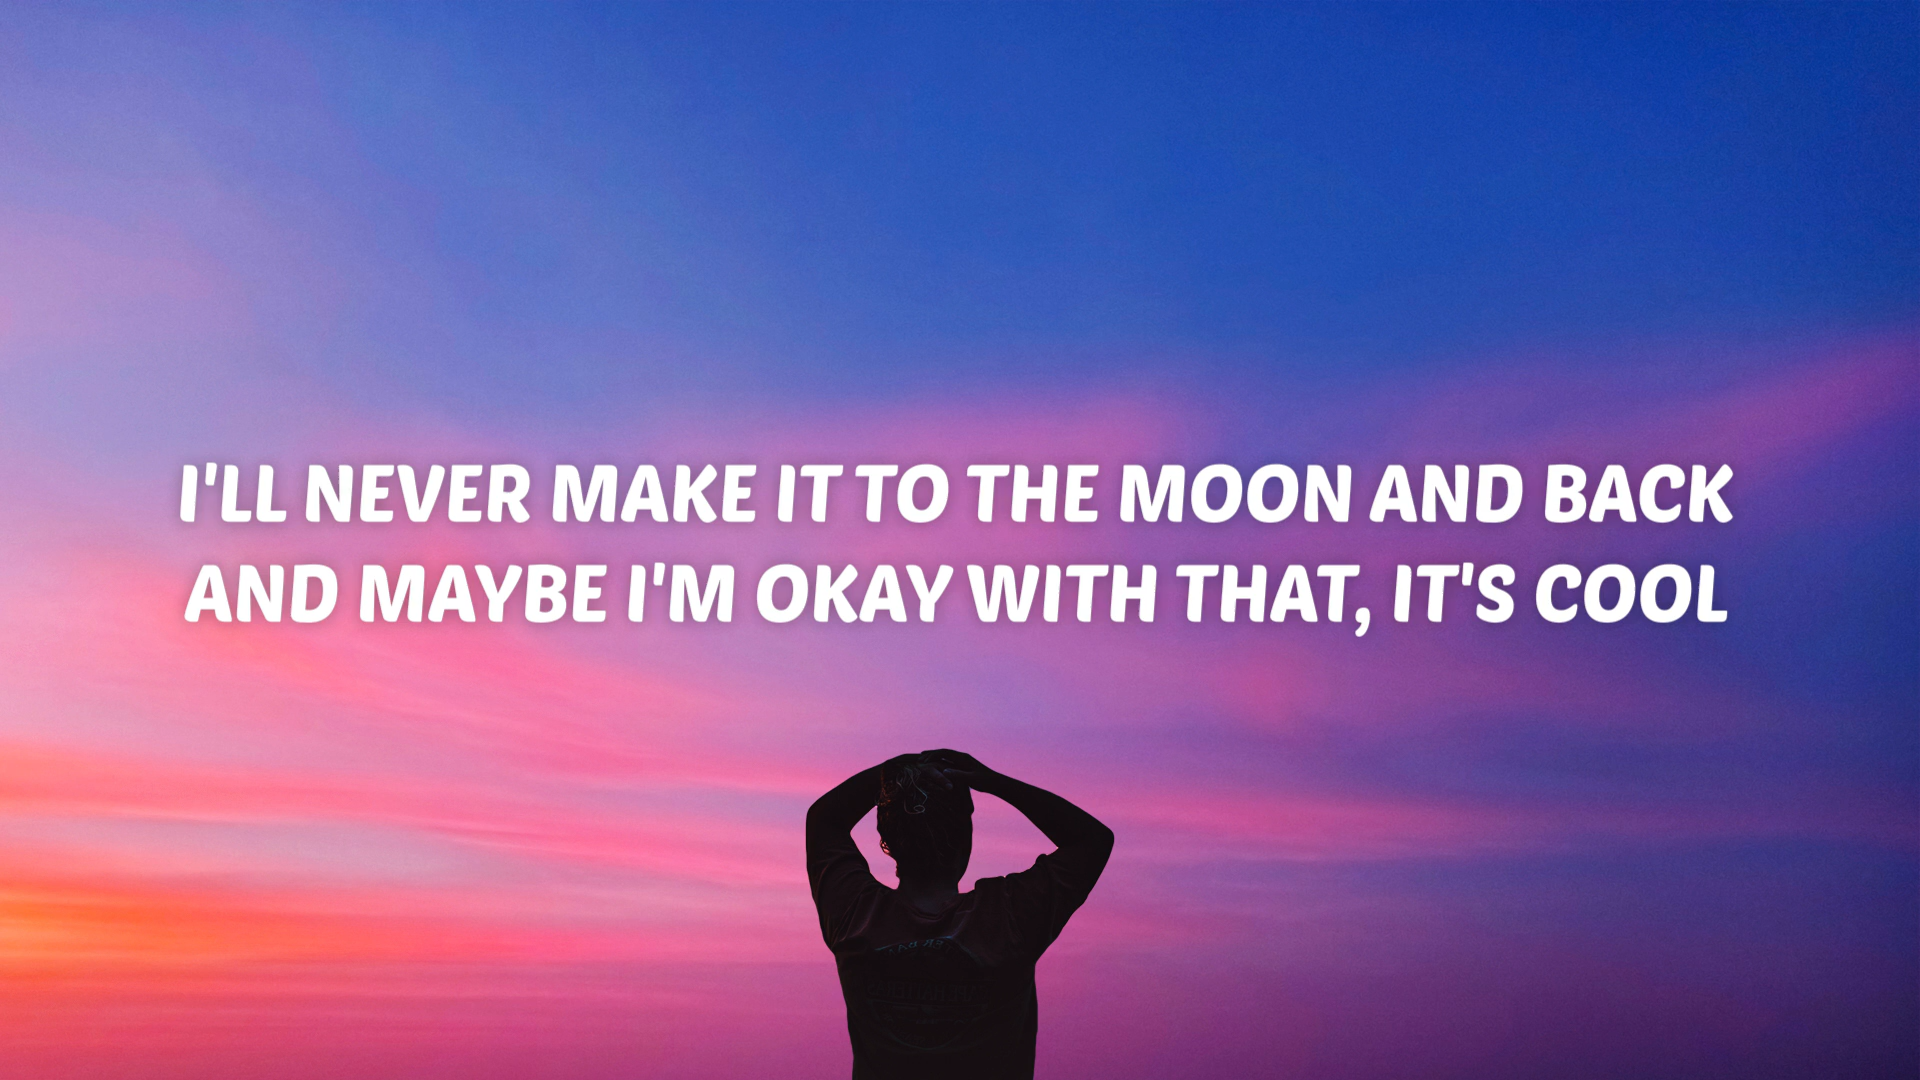 I'LL NEVER MAKE IT TO THE MOON AND BACK
AND MAYBE I'M OKAY WITH THAT, IT'S COOL